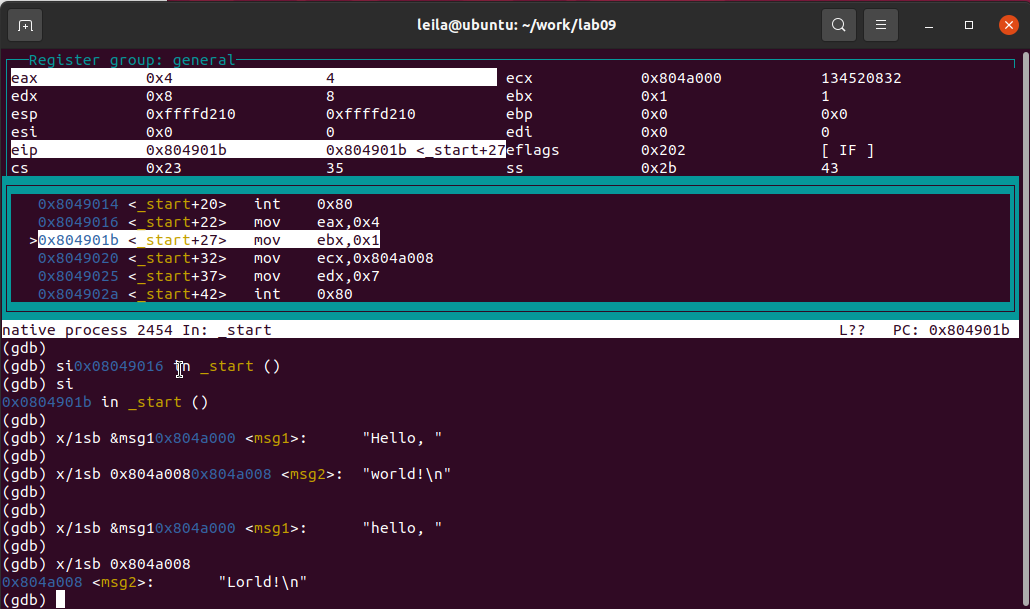 leila@ubuntu: ~/work/lab09
Register group: general
eax 0x4 4 ecx 0x804a000 134520832
edx 0x8 8 ebx 0x1 1
esp 0xffffd210 0xffffd210 ebp 0x0 0x0
esi 0x0 0 edi 0x0 0
eip 0x804901b 0x804901b <_start+27 eflags 0x202 [ IF ]
cs 0x23 35 ss 0x2b 43
0x8049014 <_start+20> int 0x80
0x8049016 <_start+22> mov eax,0x4
>0x804901b <_start+27> mov ebx,0x1
0x8049020 <_start+32> mov ecx,0x804a008
0x8049025 <_start+37> mov edx,0x7
0x804902a <_start+42> int 0x80
native process 2454 In: _start L?? PC: 0x804901b
(gdb)
(gdb) si0x08049016 in _start ()
(gdb) si
0x0804901b in _start ()
(gdb)
(gdb) x/1sb &msg10x804a000 <msg1>: "Hello, "
(gdb)
(gdb) x/1sb 0x804a0080x804a008 <msg2>: "world!\n"
(gdb)
(gdb)
(gdb) x/1sb &msg10x804a000 <msg1>: "hello, "
(gdb)
(gdb) x/1sb 0x804a008
0x804a008 <msg2>: "Lorld!\n"
(gdb)